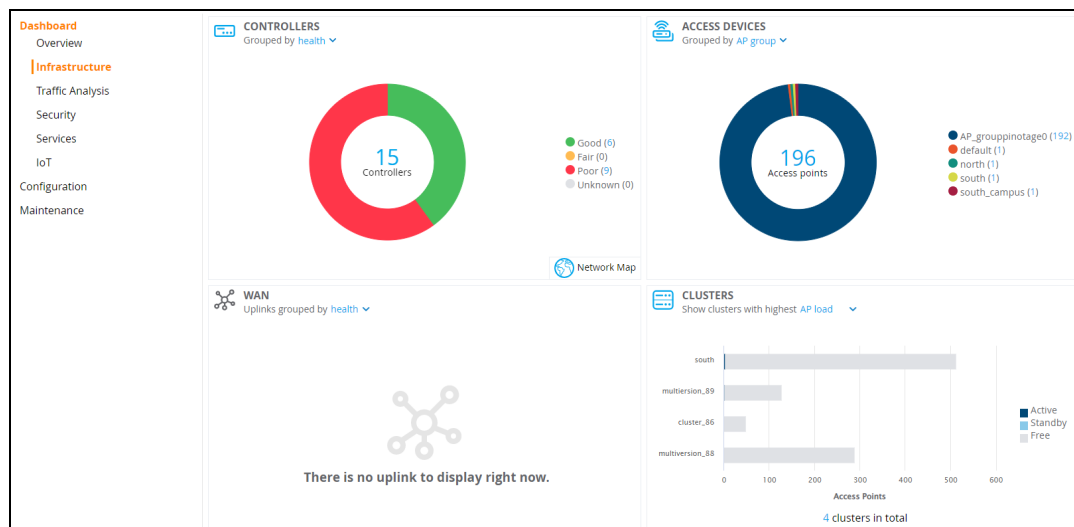 Dashboard
Overview
Infrastructure
Traffic Analysis
Security
Services
IoT
Configuration
Maintenance
CONTROLLERS
Grouped by health
15
Controllers
Good (6)
Fair (0)
Poor (9)
Unknown (0)
Network Map
ACCESS DEVICES
Grouped by AP group
196
Access points
AP_grouppinotage0 (192)
default (1)
north (1)
south (1)
south_campus (1)
WAN
Uplinks grouped by health
There is no uplink to display right now.
CLUSTERS
Show clusters with highest AP load
south
multiersion_89
cluster_86
multiversion_88
0 100 200 300 400 500 600
Access Points
Active
Standby
Free
4 clusters in total